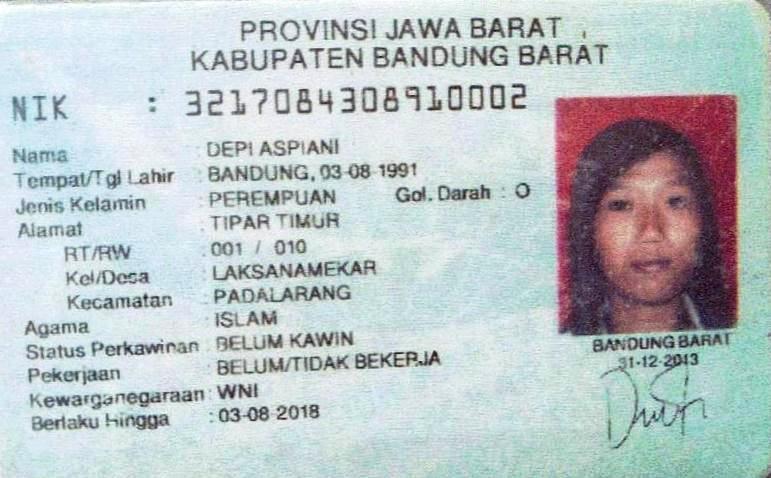 PROVINSI JAWA BARAT
KABUPATEN BANDUNG BARAT
NIK : 3217084308910002
Nama : DEPI ASPIANI
Tempat/Tgl Lahir : BANDUNG, 03-08-1991
Jenis Kelamin : PEREMPUAN Gol. Darah : O
Alamat : TIPAR TIMUR
RT/RW : 001 / 010
Kel/Desa : LAKSANAMEKAR
Kecamatan : PADALARANG
Agama : ISLAM
Status Perkawinan : BELUM KAWIN
Pekerjaan : BELUM/TIDAK BEKERJA
Kewarganegaraan : WNI
Berlaku Hingga : 03-08-2018
BANDUNG BARAT
31-12-2013